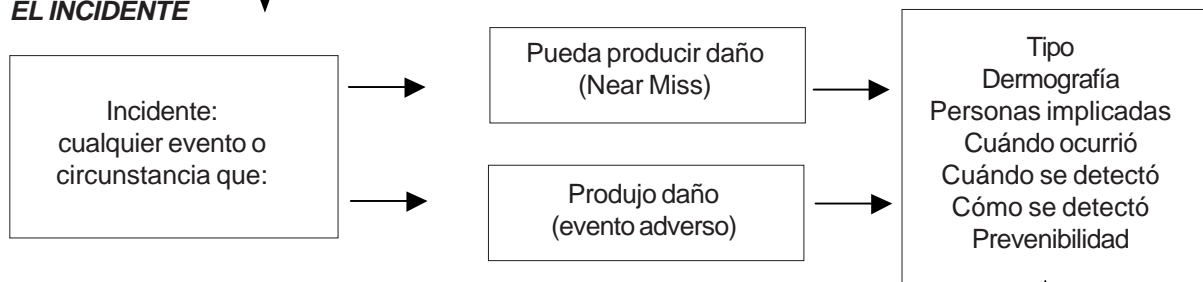 EL INCIDENTE
Incidente:
cualquier evento o
circunstancia que:
Pueda producir daño
(Near Miss)
Produjo daño
(evento adverso)
Tipo
Dermografía
Personas implicadas
Cuándo ocurrió
Cuándo se detectó
Cómo se detectó
Prevenibilidad